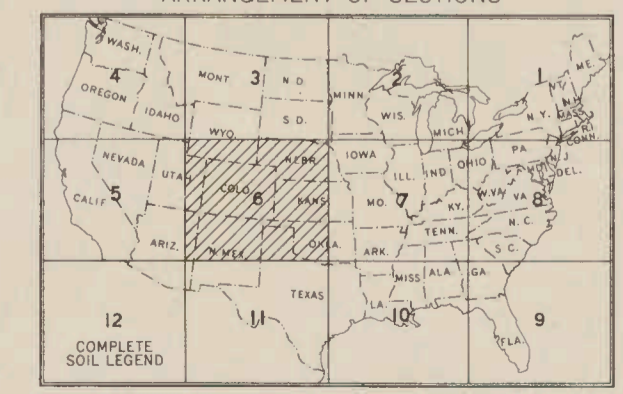 ARRANGEMENT OF SECTIONS
WASH.
4
OREGON
IDAHO
MONT
3
N D.
S D.
WYO.
2
MINN
WIS.
MICH
1
ME.
VT.
N.H.
MASS
R.I
CONN.
N Y.
NEVADA
5
CALIF
UTAH
ARIZ.
NEBR.
COLO
6
KANS
N. MEX
OKLA.
IOWA
ILL.
IND
OHIO
MO.
7
KY.
TENN.
ARK.
PA
N J
DEL.
W.VA
VA
8
N. C.
S C.
12
COMPLETE
SOIL LEGEND
11
TEXAS
MISS
ALA
GA.
LA.
10
9
FLA.